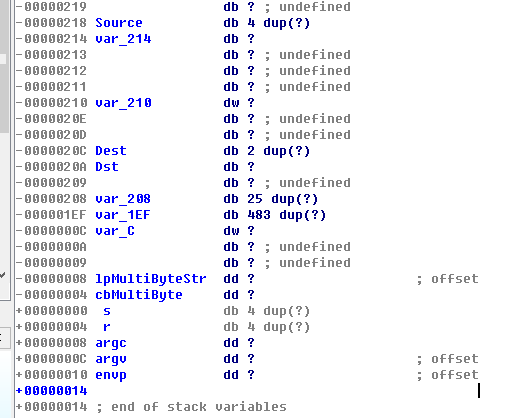 -00000219 db ? ; undefined
-00000218 Source db 4 dup(?)
-00000214 var_214 db ?
-00000213 db ? ; undefined
-00000212 db ? ; undefined
-00000211 db ? ; undefined
-00000210 var_210 dw ?
-0000020E db ? ; undefined
-0000020D db ? ; undefined
-0000020C Dest db 2 dup(?)
-0000020A Dst db ?
-00000209 db ? ; undefined
-00000208 var_208 db 25 dup(?)
-000001EF var_1EF db 483 dup(?)
-0000000C var_C dw ?
-0000000A db ? ; undefined
-00000009 db ? ; undefined
-00000008 lpMultiByteStr dd ? ; offset
-00000004 cbMultiByte dd ?
+00000000 s db 4 dup(?)
+00000004 r db 4 dup(?)
+00000008 argc dd ?
+0000000C argv dd ? ; offset
+00000010 envp dd ? ; offset
+00000014
+00000014 ; end of stack variables